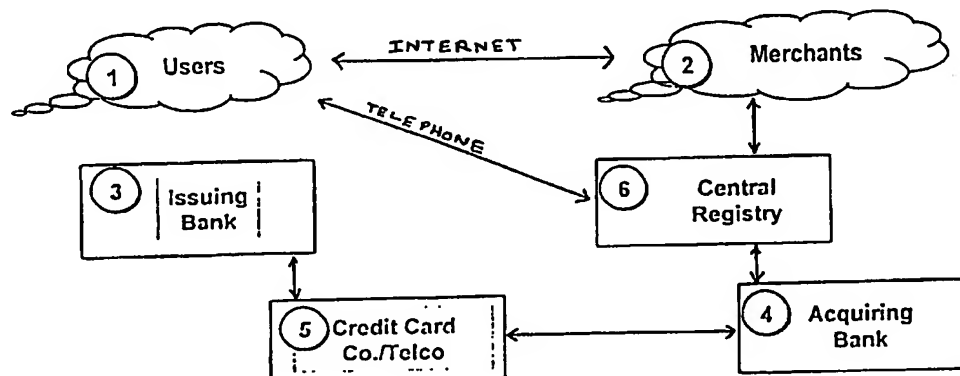 INTERNET
1 Users
2 Merchants
TELEPHONE
3 Issuing
Bank
6 Central
Registry
5 Credit Card
Co./Telco
4 Acquiring
Bank